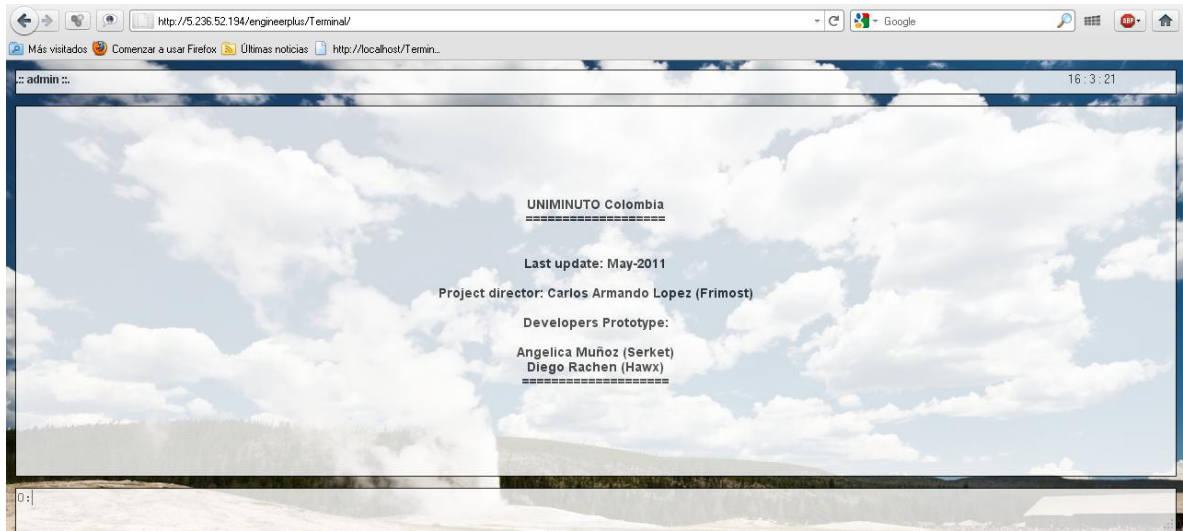 http://5.236.52.194/engineerplus/Terminal/
Google
ABP
Más visitados Comenzar a usar Firefox Últimas noticias http://localhost/Termin...
.:: admin ::.
16 : 3 : 21
UNIMINUTO Colombia
===================
Last update: May-2011
Project director: Carlos Armando Lopez (Frimost)
Developers Prototype:
Angelica Muñoz (Serket)
Diego Rachen (Hawx)
====================
0: